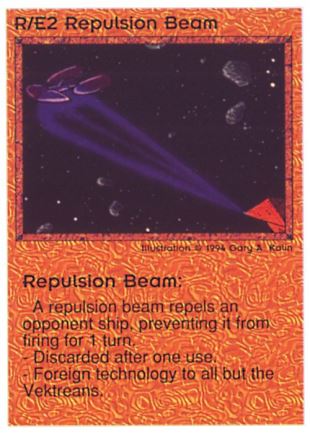 R/E2 Repulsion Beam
Illustration © 1994 Gary A. Kalin
Repulsion Beam:
A repulsion beam repels an
opponent ship, preventing it from
firing for 1 turn.
- Discarded after one use.
- Foreign technology to all but the
Vektreans.